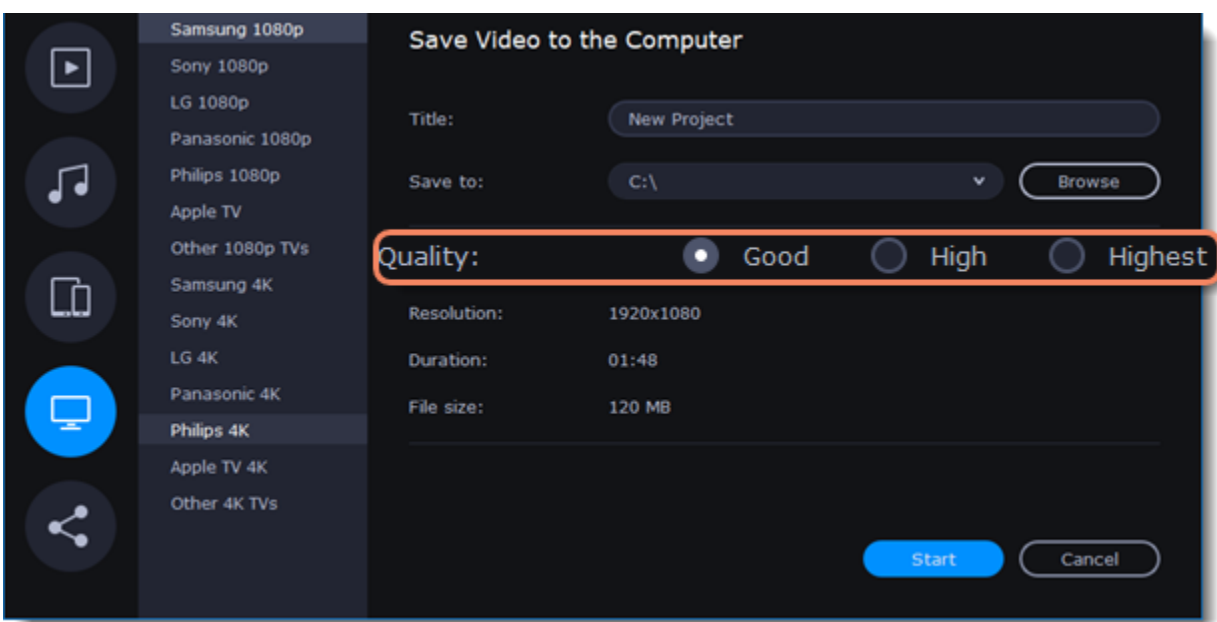 Samsung 1080p
Sony 1080p
LG 1080p
Panasonic 1080p
Philips 1080p
Apple TV
Other 1080p TVs
Samsung 4K
Sony 4K
LG 4K
Panasonic 4K
Philips 4K
Apple TV 4K
Other 4K TVs
Save Video to the Computer
Title: New Project
Save to: C:\ Browse
Quality: Good High Highest
Resolution: 1920x1080
Duration: 01:48
File size: 120 MB
Start Cancel